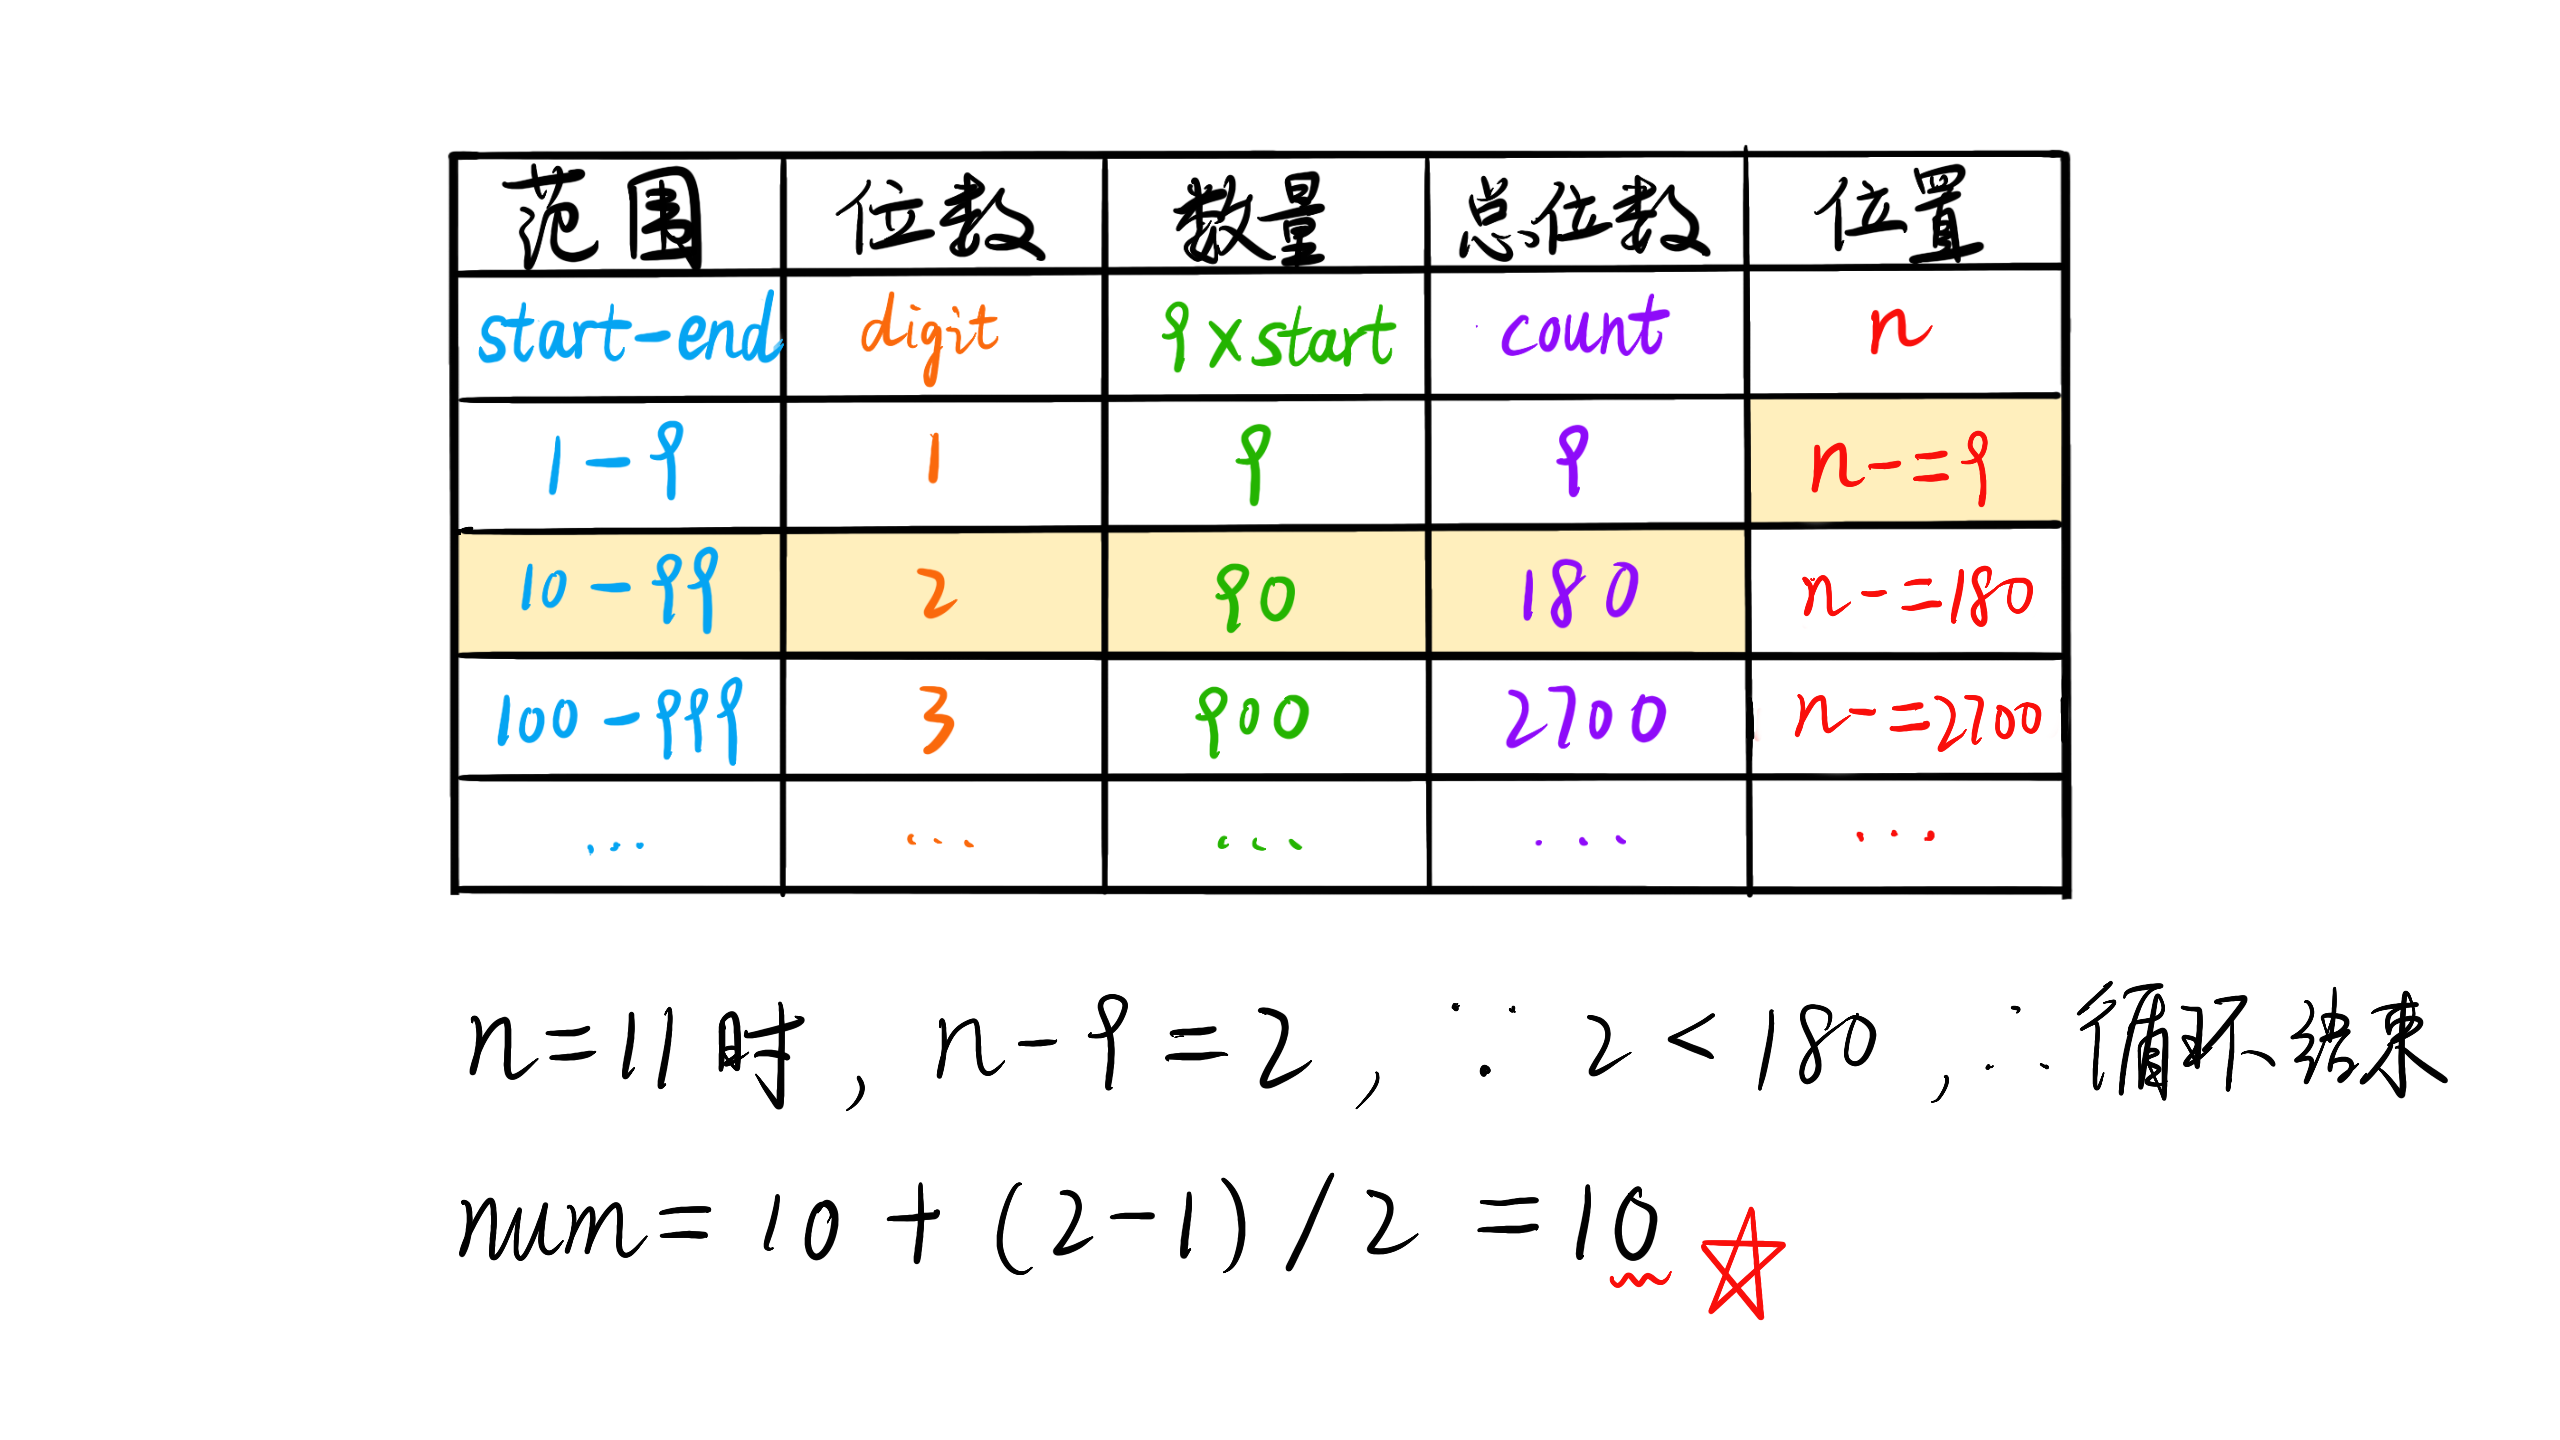 范围 位数 数量 总位数 位置
start-end digit 9×start count n
1-9 1 9 9 n-=9
10-99 2 90 180 n-=180
100-999 3 900 2700 n-=2700
... ... ... ... ...
n=11时, n-9=2, ∵ 2<180, ∴循环结束
num=10+(2-1)/2=10